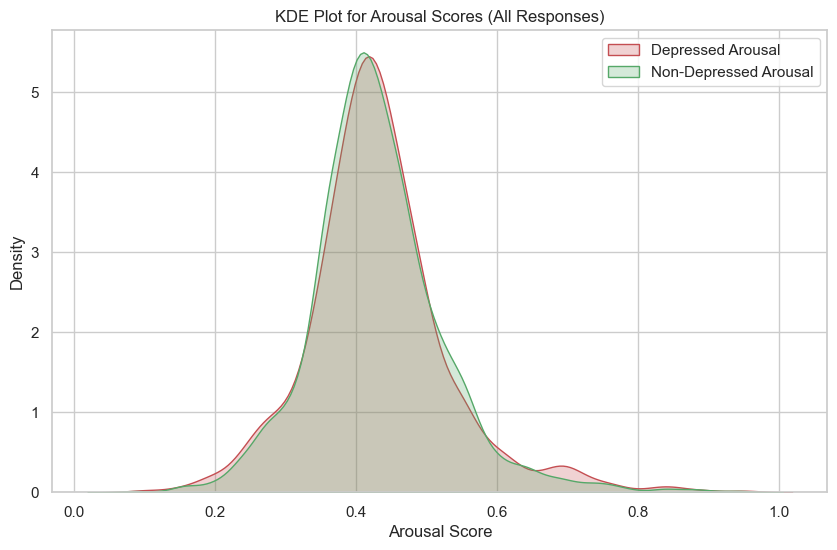 KDE Plot for Arousal Scores (All Responses)
Depressed Arousal
Non-Depressed Arousal
Density
5
4
3
2
1
0
0.0 0.2 0.4 0.6 0.8 1.0
Arousal Score